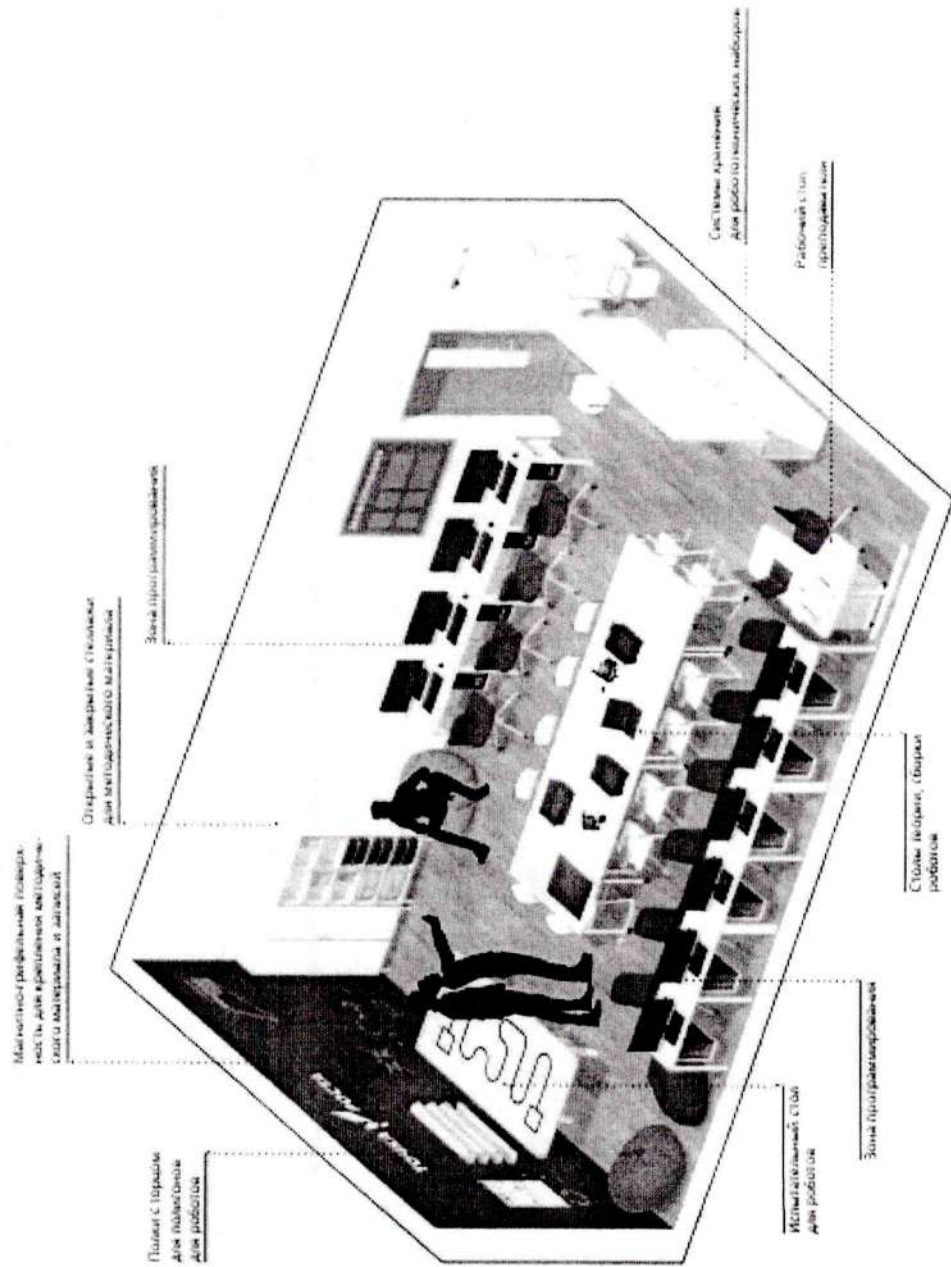 Магнитно-грифельная поверх-
ность для крепления методиче-
ского материала и записей
Открытые и закрытые стеллажи
для методического материала
Зона программирования
Полки с торцом
для полигонов
для роботов
Системы хранения
для робототехнических наборов
Рабочий стол
преподавателя
Испытательный стол
для роботов
Зона программирования
Столы теории, сборки
роботов